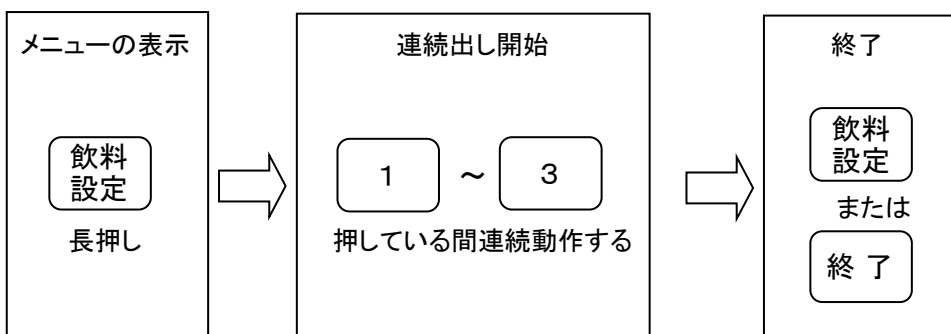 メニューの表示
飲料
設定
長押し
連続出し開始
1 ~ 3
押している間連続動作する
終了
飲料
設定
または
終 了